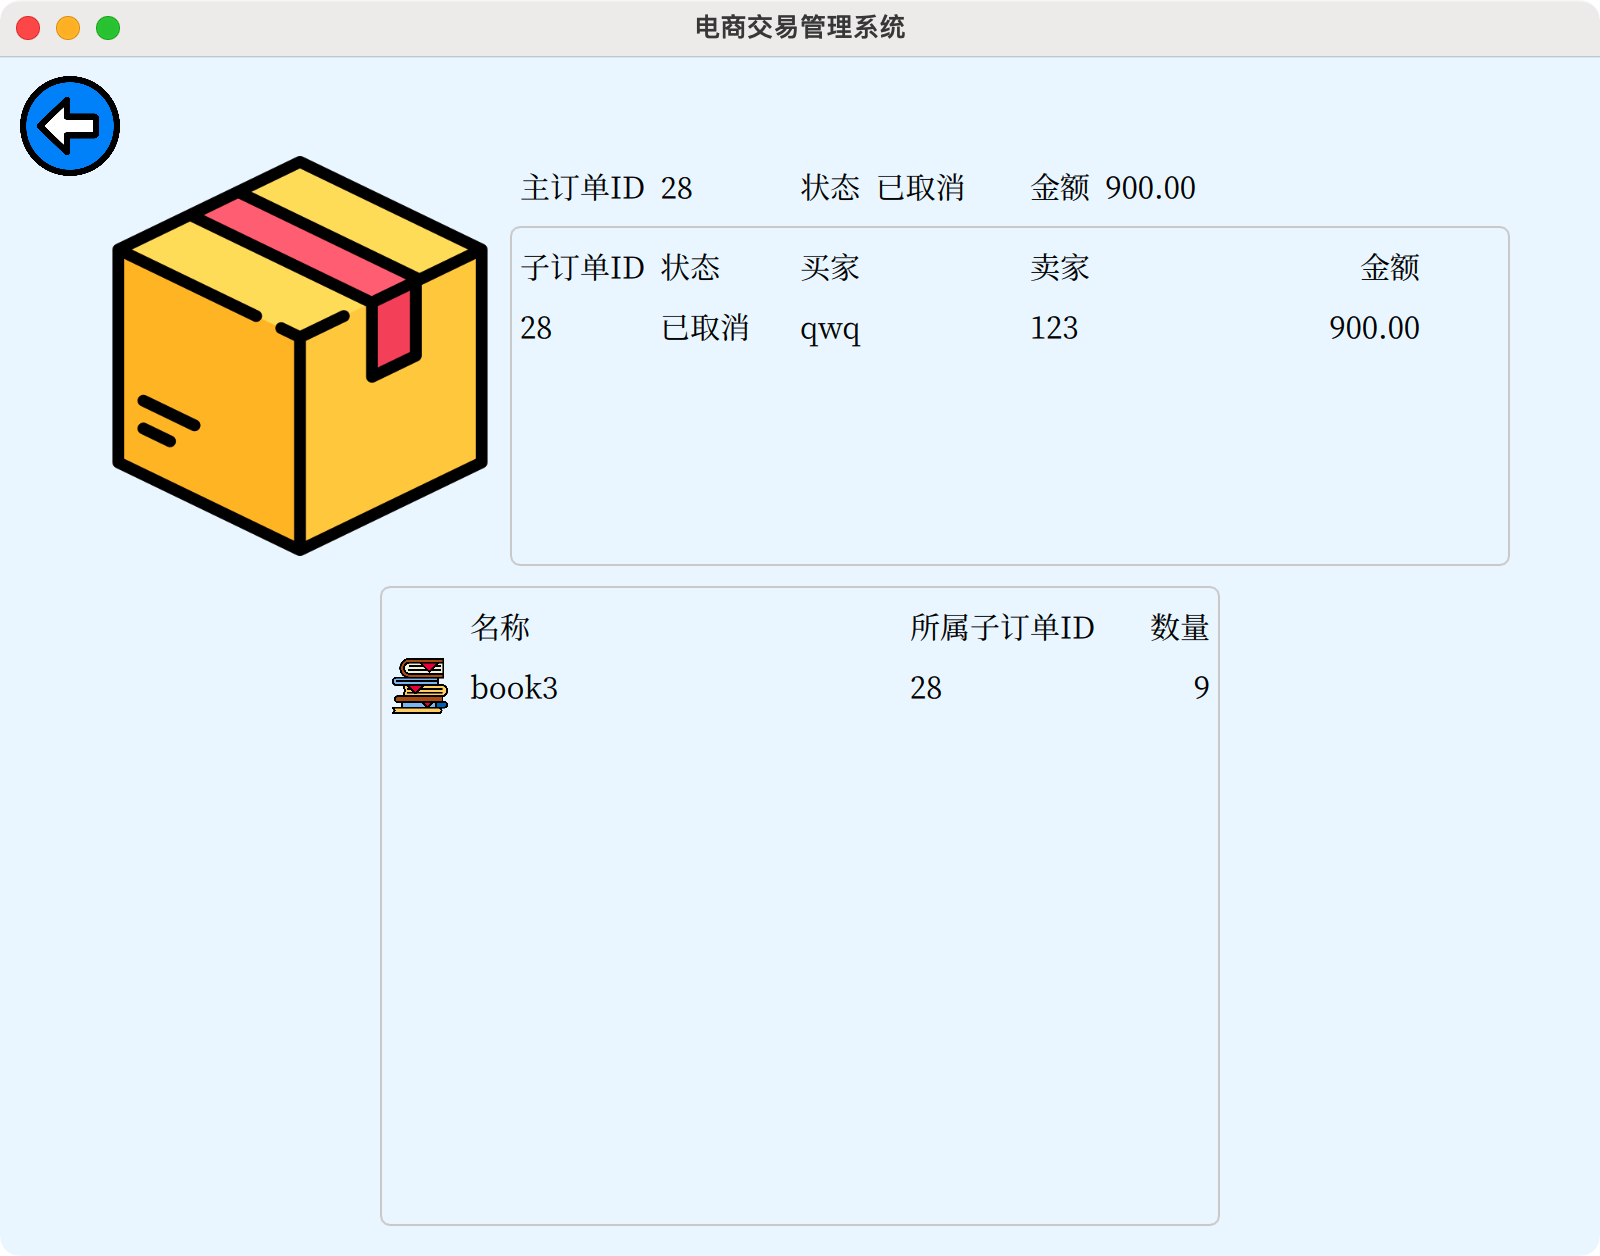 电商交易管理系统
主订单ID 28 状态 已取消 金额 900.00
子订单ID 状态 买家 卖家 金额
28 已取消 qwq 123 900.00
名称 所属子订单ID 数量
book3 28 9